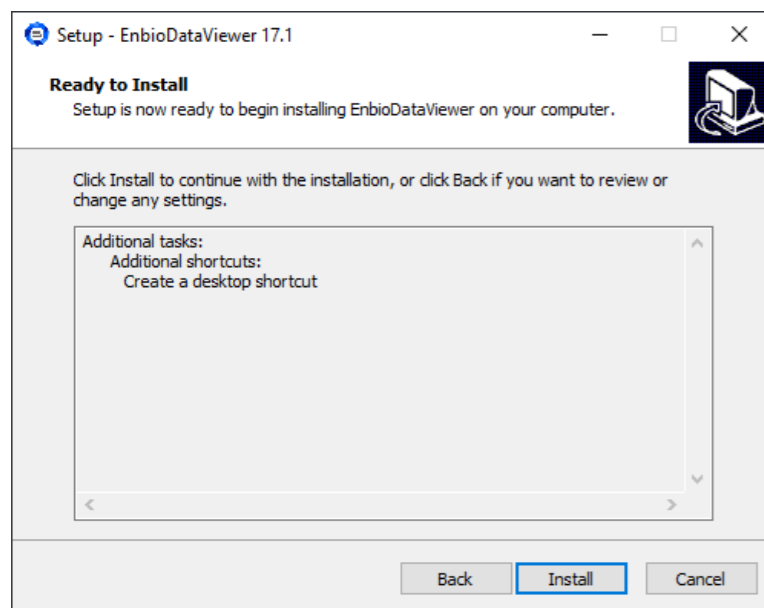 Setup - EnbioDataViewer 17.1
Ready to Install
Setup is now ready to begin installing EnbioDataViewer on your computer.
Click Install to continue with the installation, or click Back if you want to review or
change any settings.
Additional tasks:
Additional shortcuts:
Create a desktop shortcut
Back
Install
Cancel